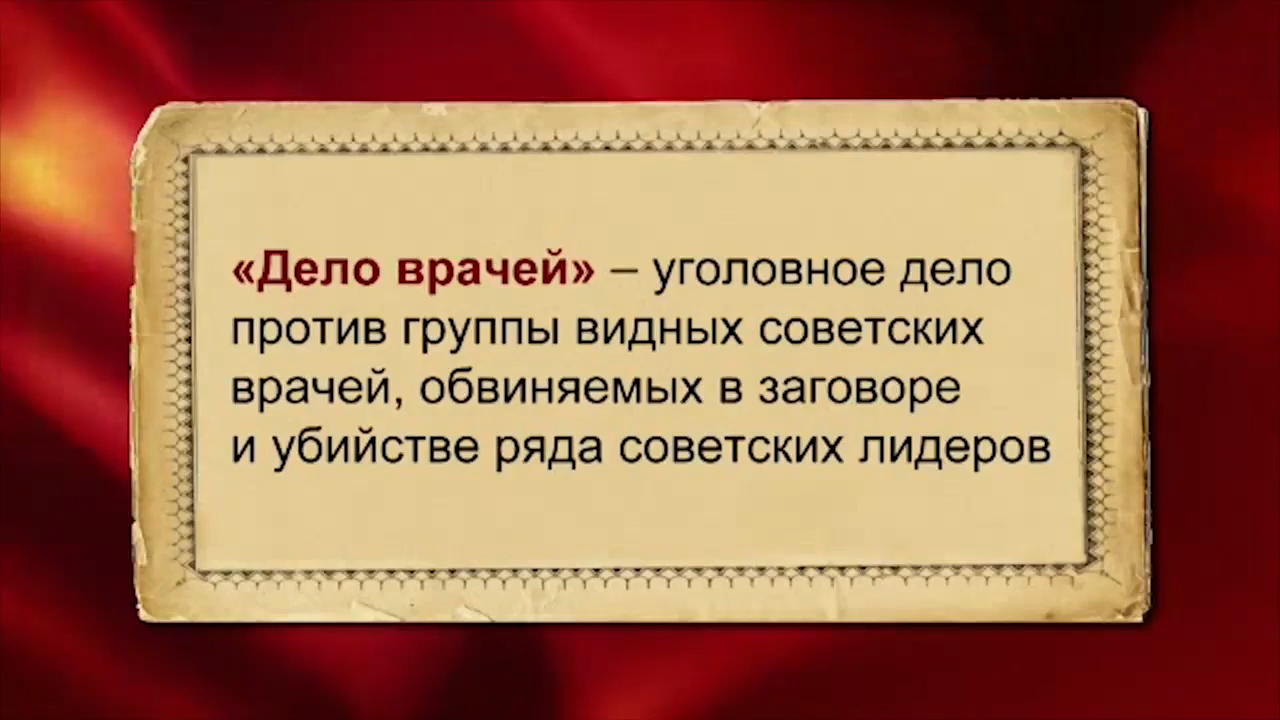 «Дело врачей» – уголовное дело
против группы видных советских
врачей, обвиняемых в заговоре
и убийстве ряда советских лидеров